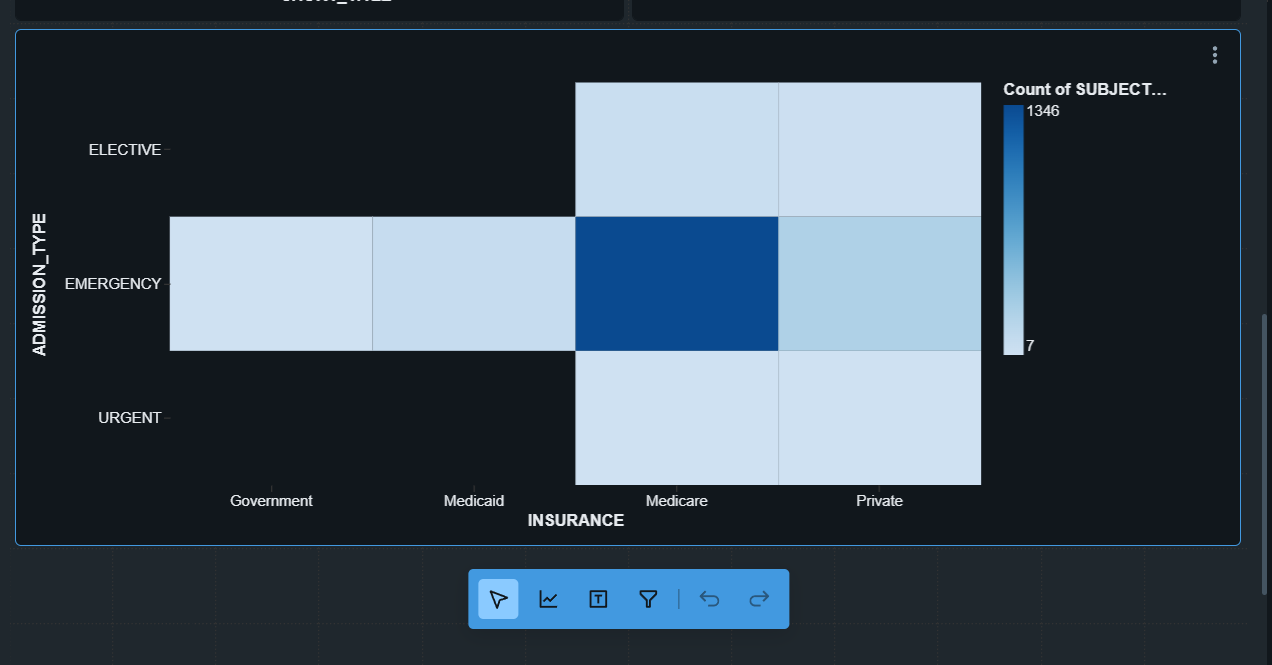 Count of SUBJECT...
1346
7
ADMISSION_TYPE
ELECTIVE
EMERGENCY
URGENT
Government Medicaid Medicare Private
INSURANCE